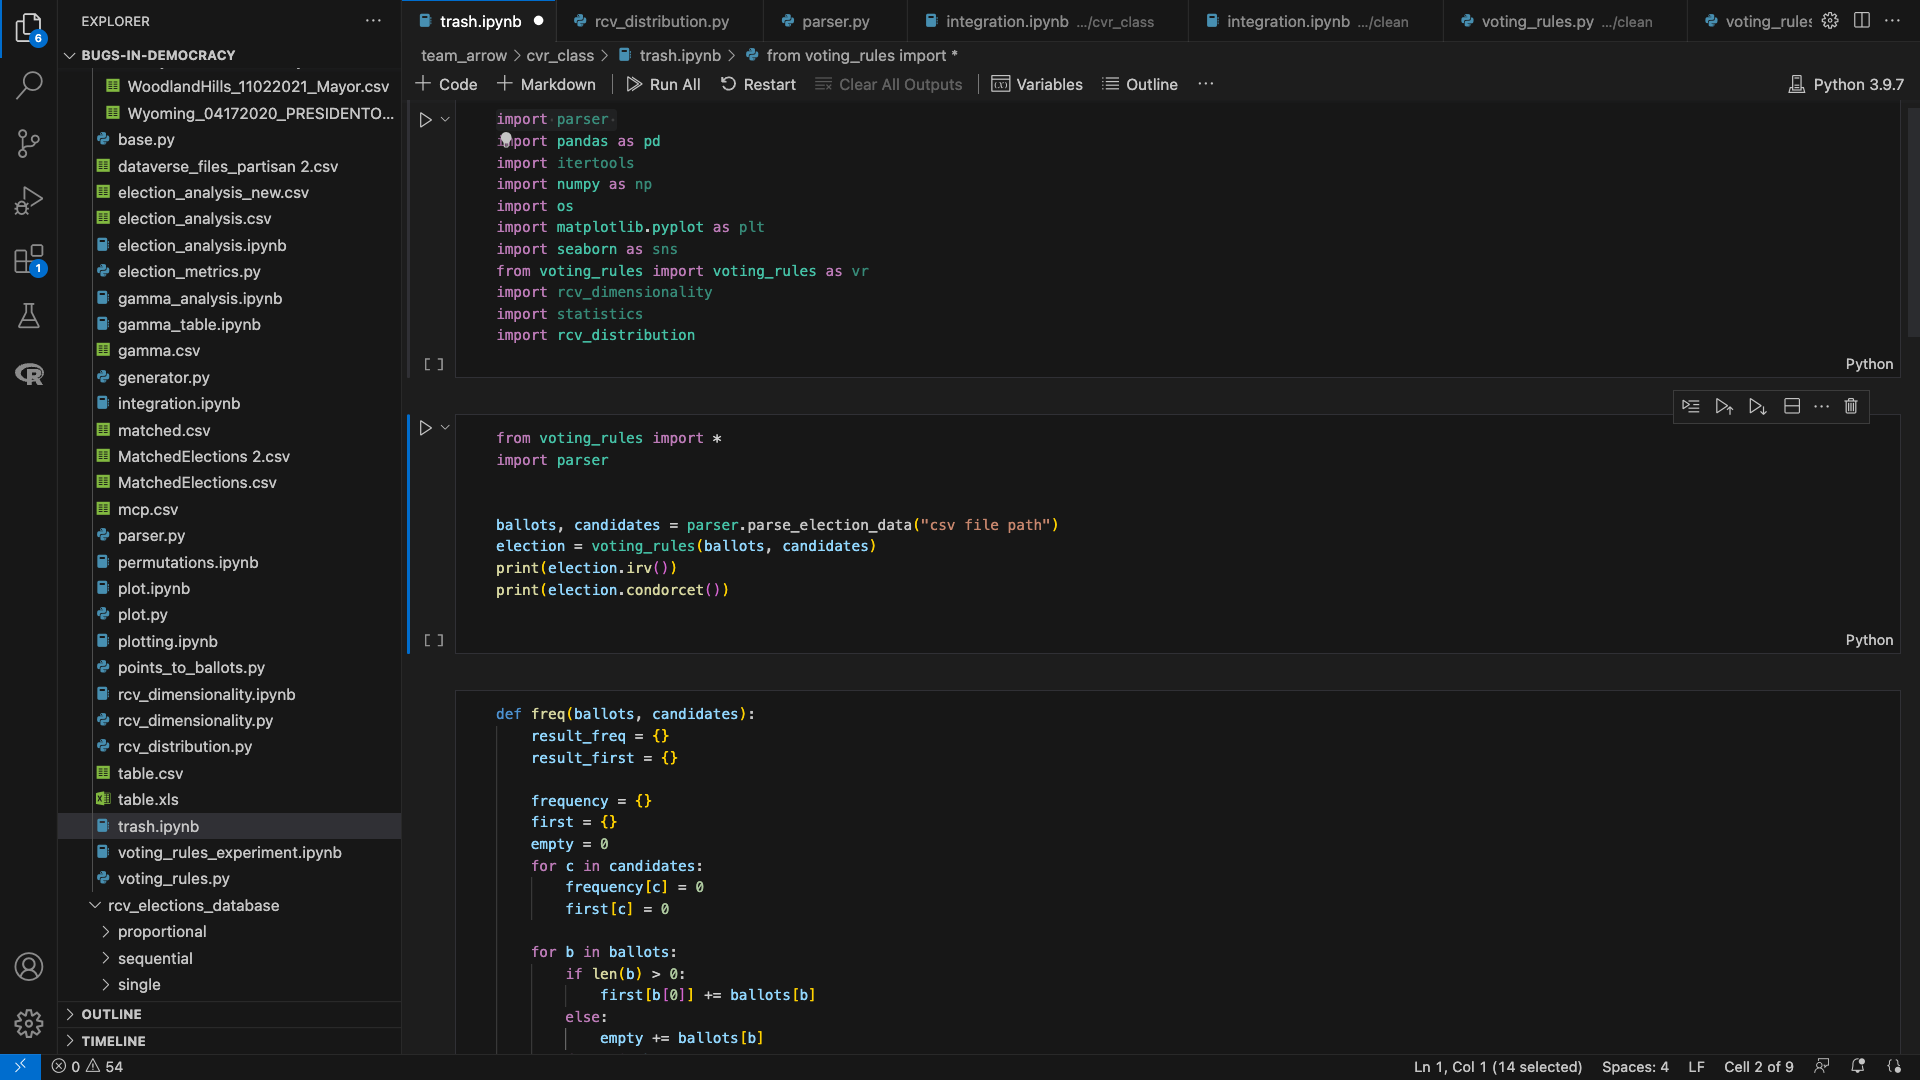 6
1
EXPLORER
BUGS-IN-DEMOCRACY
WoodlandHills_11022021_Mayor.csv
Wyoming_04172020_PRESIDENTO...
base.py
dataverse_files_partisan 2.csv
election_analysis_new.csv
election_analysis.csv
election_analysis.ipynb
election_metrics.py
gamma_analysis.ipynb
gamma_table.ipynb
gamma.csv
generator.py
integration.ipynb
matched.csv
MatchedElections 2.csv
MatchedElections.csv
mcp.csv
parser.py
permutations.ipynb
plot.ipynb
plot.py
plotting.ipynb
points_to_ballots.py
rcv_dimensionality.ipynb
rcv_dimensionality.py
rcv_distribution.py
table.csv
table.xls
trash.ipynb
voting_rules_experiment.ipynb
voting_rules.py
rcv_elections_database
proportional
sequential
single
OUTLINE
TIMELINE
trash.ipynb
rcv_distribution.py
parser.py
integration.ipynb .../cvr_class
integration.ipynb .../clean
voting_rules.py .../clean
voting_rules
team_arrow > cvr_class > trash.ipynb > from voting_rules import *
+ Code + Markdown Run All Restart Clear All Outputs Variables Outline ...
Python 3.9.7
import parser
import pandas as pd
import itertools
import numpy as np
import os
import matplotlib.pyplot as plt
import seaborn as sns
from voting_rules import voting_rules as vr
import rcv_dimensionality
import statistics
import rcv_distribution
[ ]
Python
from voting_rules import *
import parser
ballots, candidates = parser.parse_election_data("csv file path")
election = voting_rules(ballots, candidates)
print(election.irv())
print(election.condorcet())
[ ]
Python
def freq(ballots, candidates):
    result_freq = {}
    result_first = {}
    frequency = {}
    first = {}
    empty = 0
    for c in candidates:
        frequency[c] = 0
        first[c] = 0
    for b in ballots:
        if len(b) > 0:
            first[b[0]] += ballots[b]
        else:
            empty += ballots[b]
0 54
Ln 1, Col 1 (14 selected) Spaces: 4 LF Cell 2 of 9